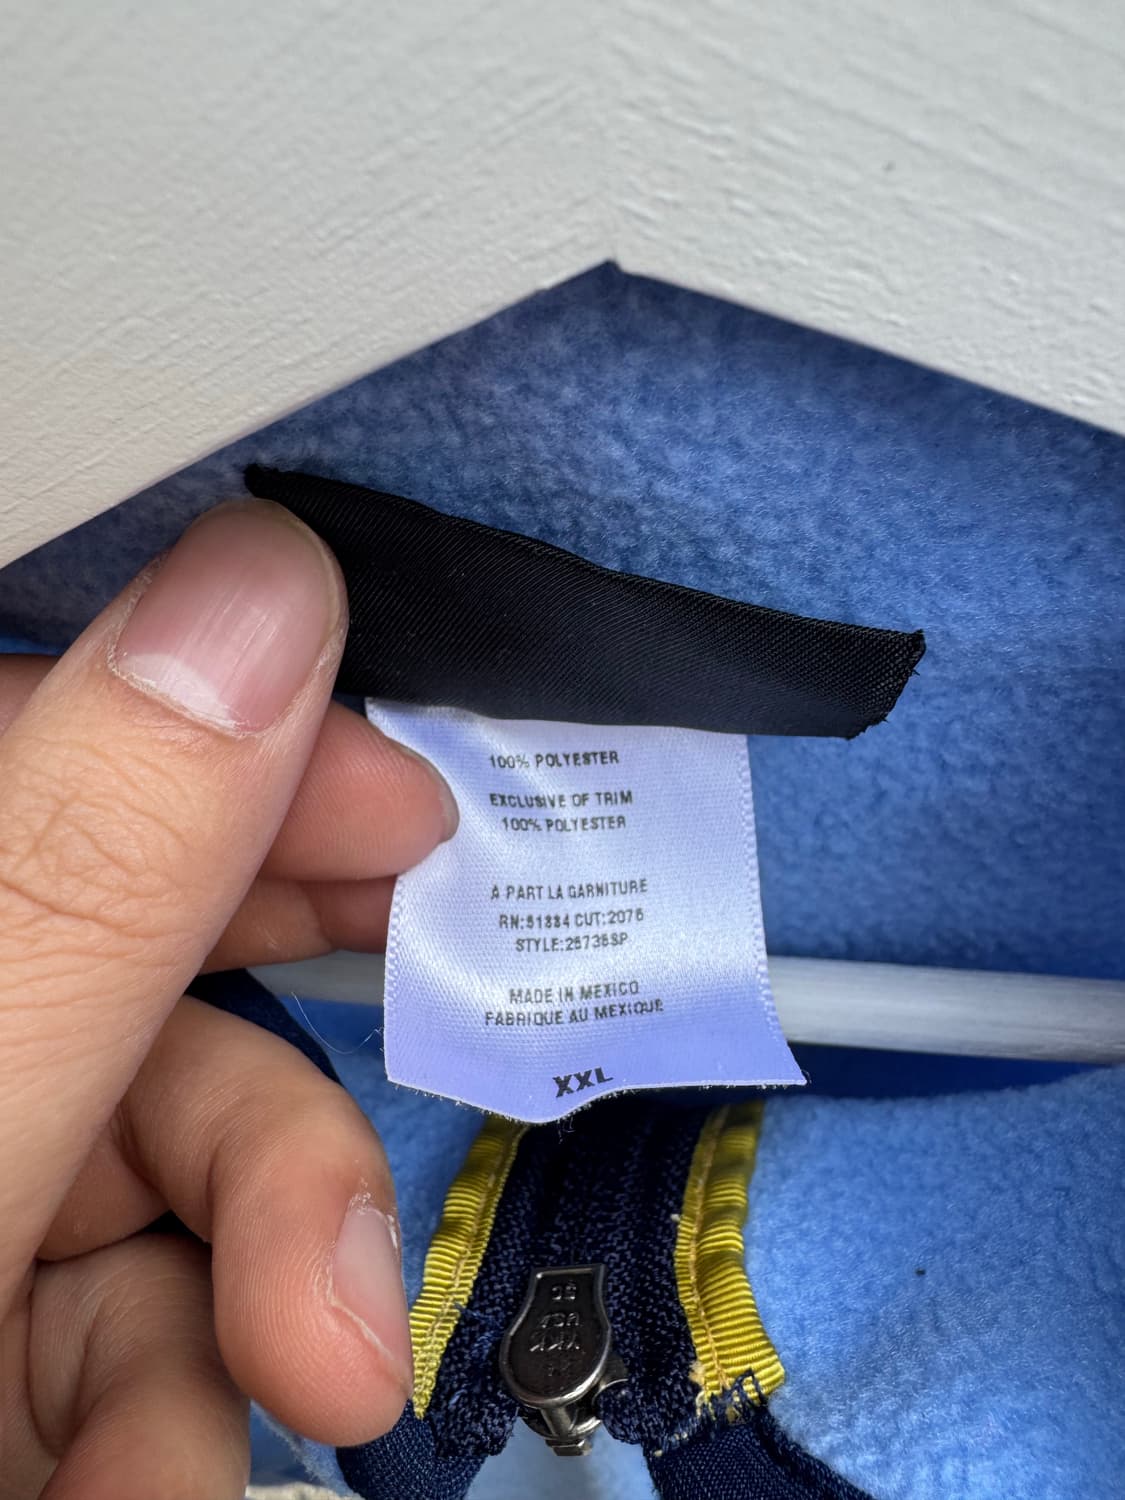 100% POLYESTER
EXCLUSIVE OF TRIM
100% POLYESTER
À PART LA GARNITURE
RN:51884 CUT:2076
STYLE:25735SP
MADE IN MEXICO
FABRIQUE AU MEXIQUE
XXL
YKK